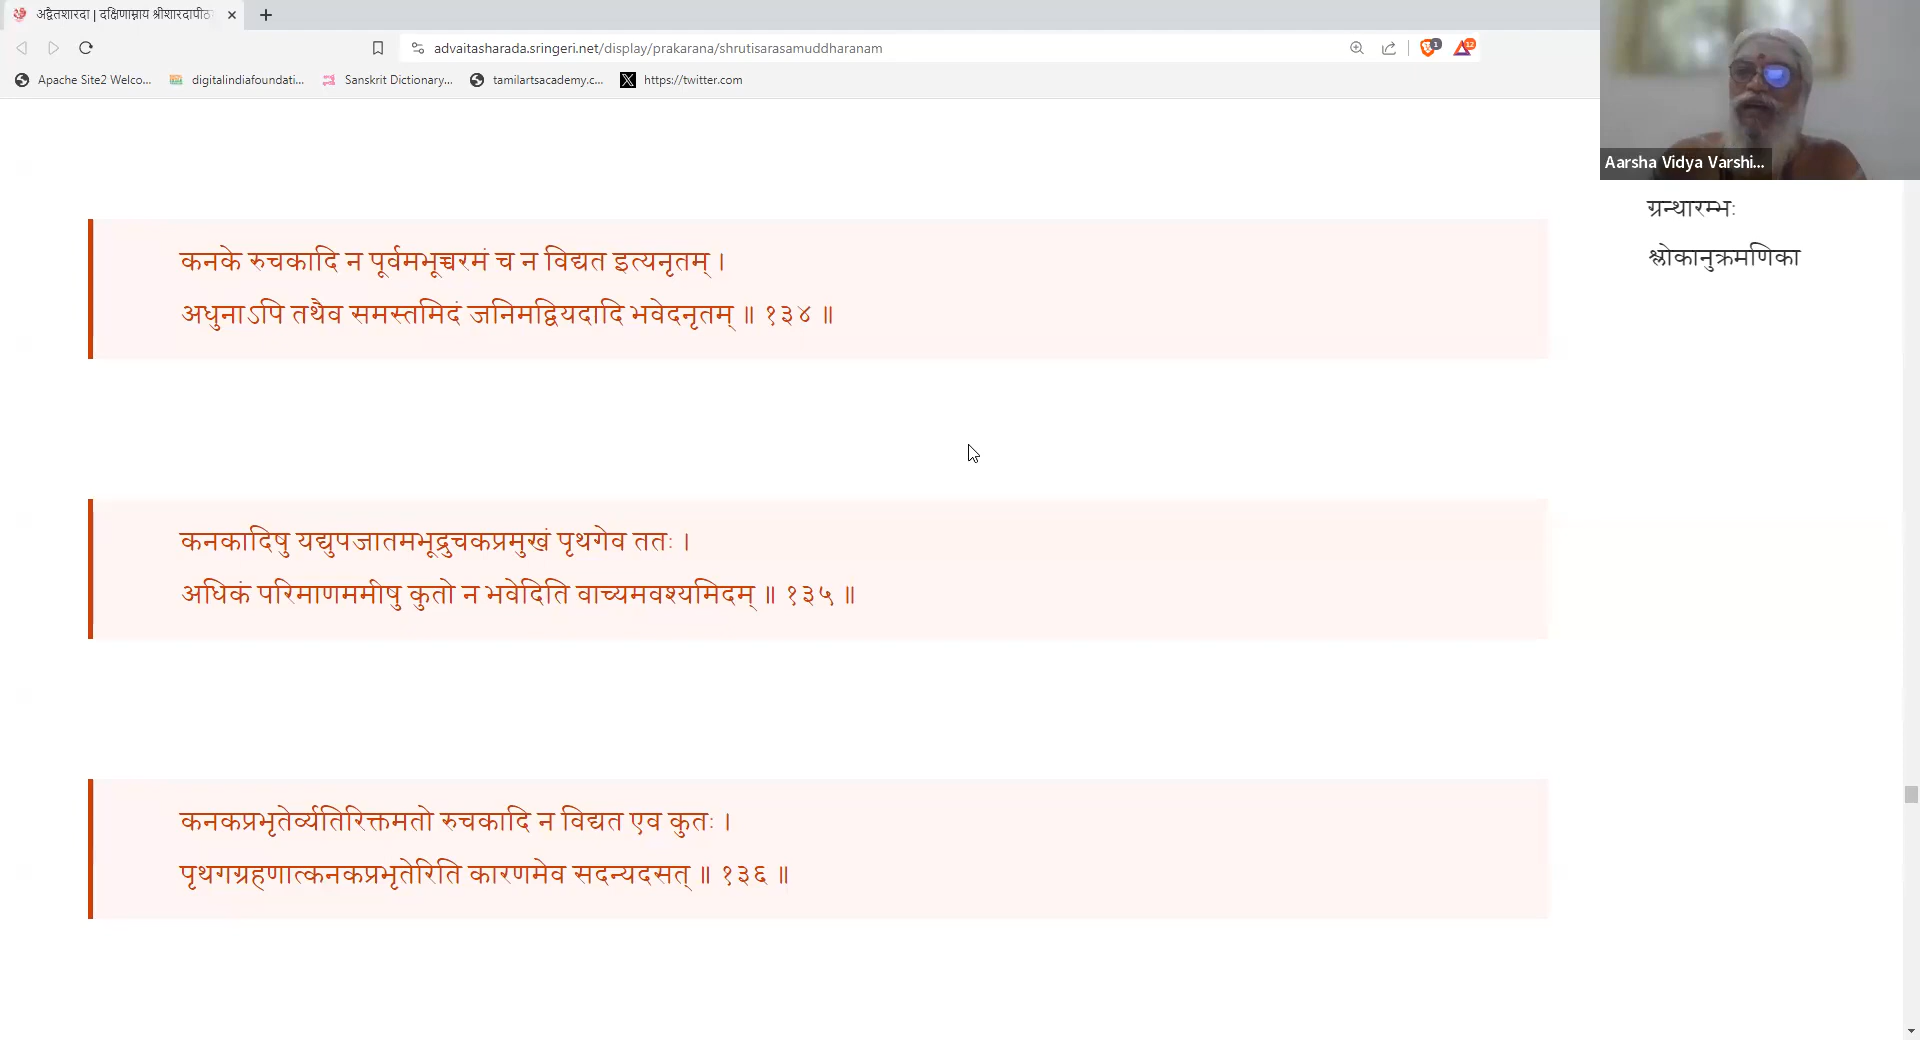 अद्वैतशारदा | दक्षिणाम्नाय श्रीशारदापीठ
advaitasharada.sringeri.net/display/prakarana/shrutisarasamuddharanam
1
12
Apache Site2 Welco... digitalindiafoundati... Sanskrit Dictionary... tamilartsacademy.c... https://twitter.com
Aarsha Vidya Varshi...
ग्रन्थारम्भः
श्लोकानुक्रमणिका
कनके रुचकादि न पूर्वमभूच्चरमं च न विद्यत इत्यनृतम् ।
अधुनाऽपि तथैव समस्तमिदं जनिमद्वियदादि भवेदनृतम् ॥ १३४ ॥
कनकादिषु यद्युपजातमभूद्रुचकप्रमुखं पृथगेव ततः ।
अधिकं परिमाणममीषु कुतो न भवेदिति वाच्यमवश्यमिदम् ॥ १३५ ॥
कनकप्रभृतेर्व्यतिरिक्तमतो रुचकादि न विद्यत एव कुतः ।
पृथगग्रहणात्कनकप्रभृतेरिति कारणमेव सदन्यदसत् ॥ १३६ ॥